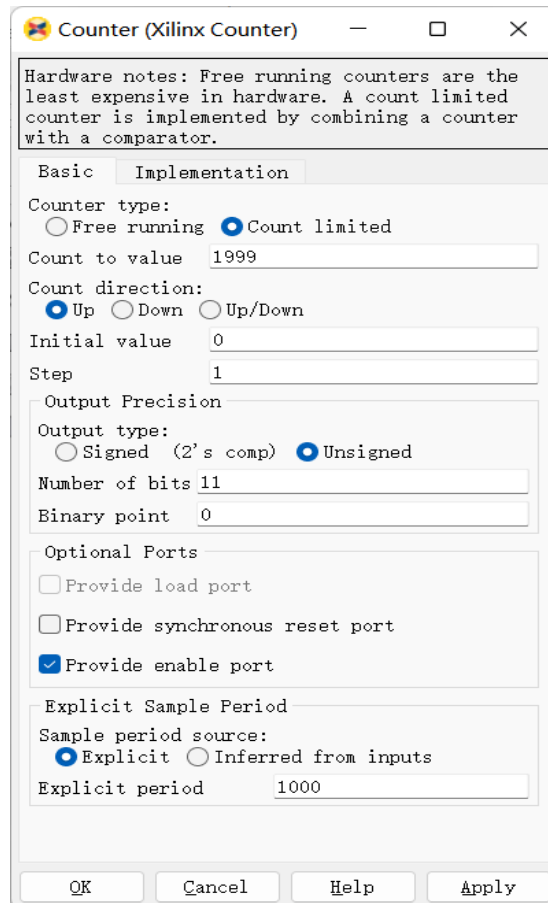 Counter (Xilinx Counter)
Hardware notes: Free running counters are the
least expensive in hardware. A count limited
counter is implemented by combining a counter
with a comparator.
Basic Implementation
Counter type:
Free running Count limited
Count to value 1999
Count direction:
Up Down Up/Down
Initial value 0
Step 1
Output Precision
Output type:
Signed (2's comp) Unsigned
Number of bits 11
Binary point 0
Optional Ports
Provide load port
Provide synchronous reset port
Provide enable port
Explicit Sample Period
Sample period source:
Explicit Inferred from inputs
Explicit period 1000
OK Cancel Help Apply